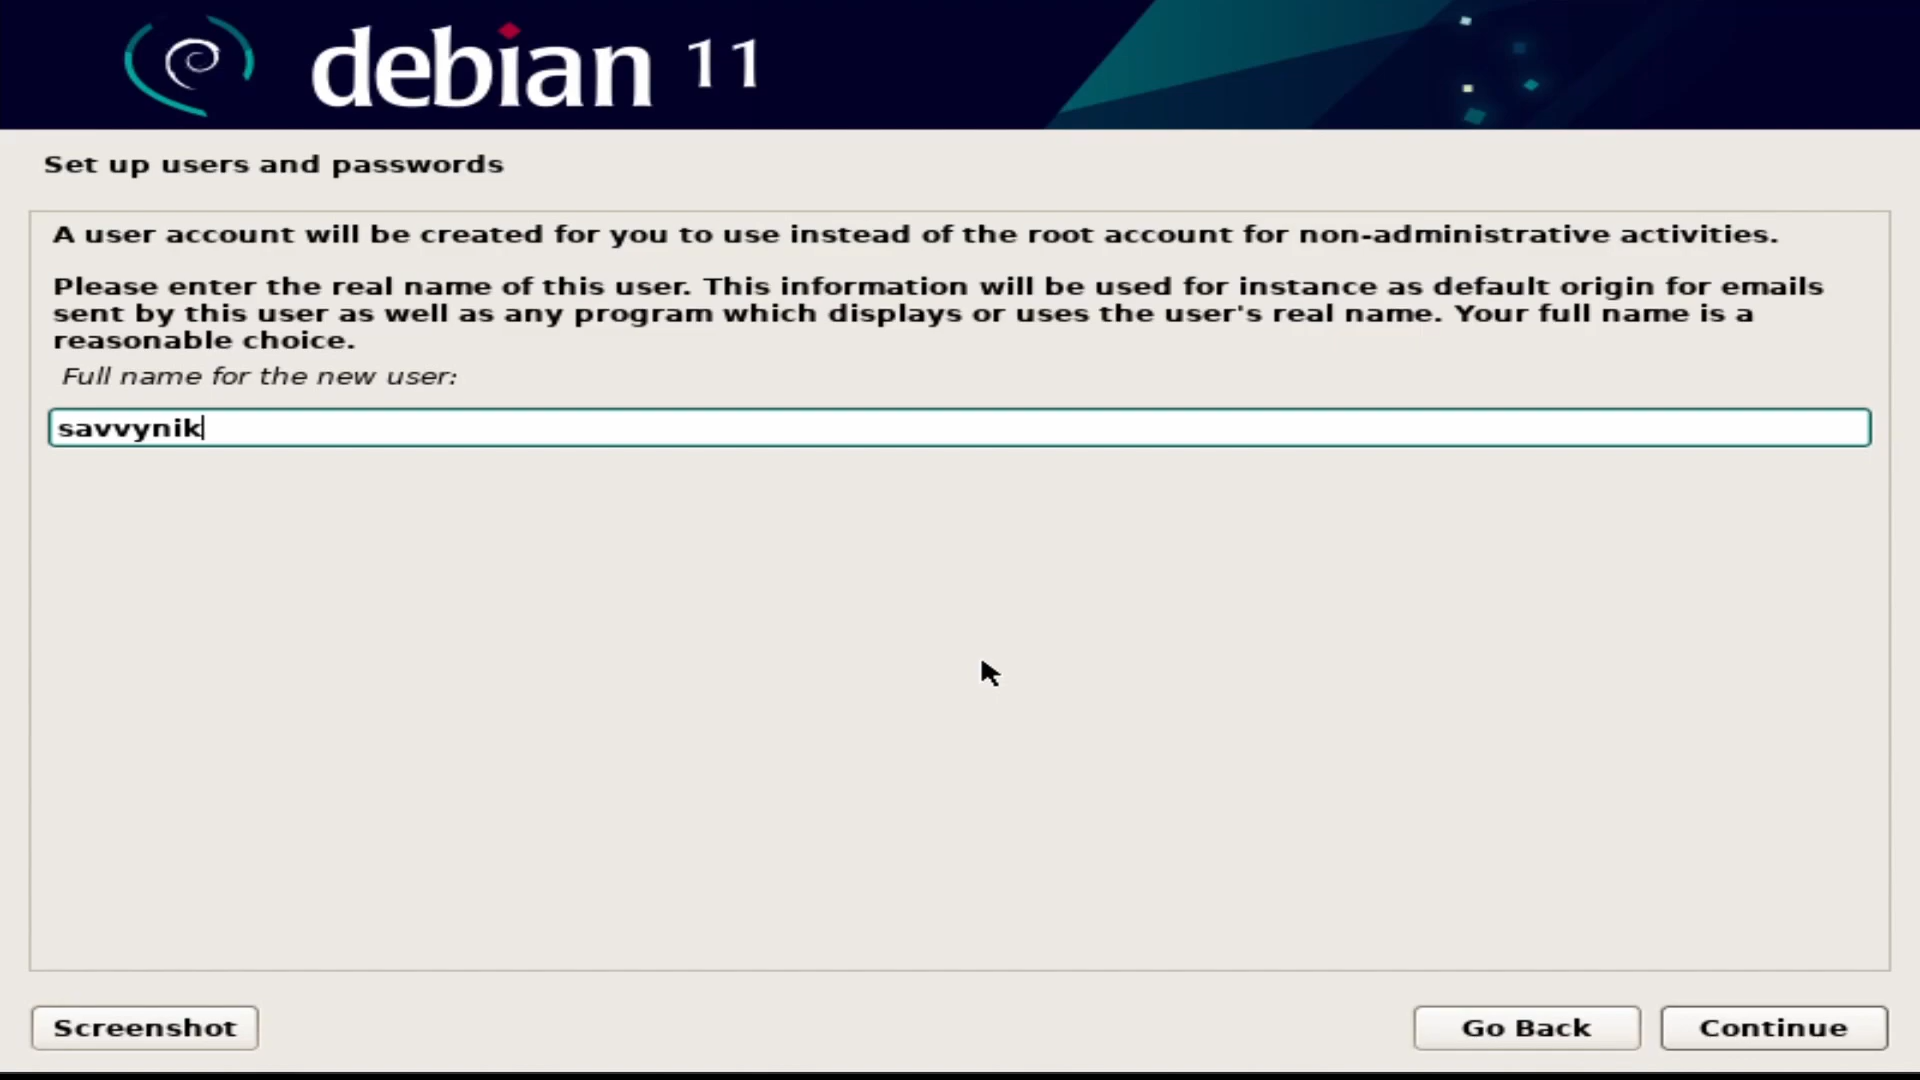 debian 11
Set up users and passwords
A user account will be created for you to use instead of the root account for non-administrative activities.
Please enter the real name of this user. This information will be used for instance as default origin for emails
sent by this user as well as any program which displays or uses the user's real name. Your full name is a
reasonable choice.
Full name for the new user:
savvynik
Screenshot
Go Back
Continue